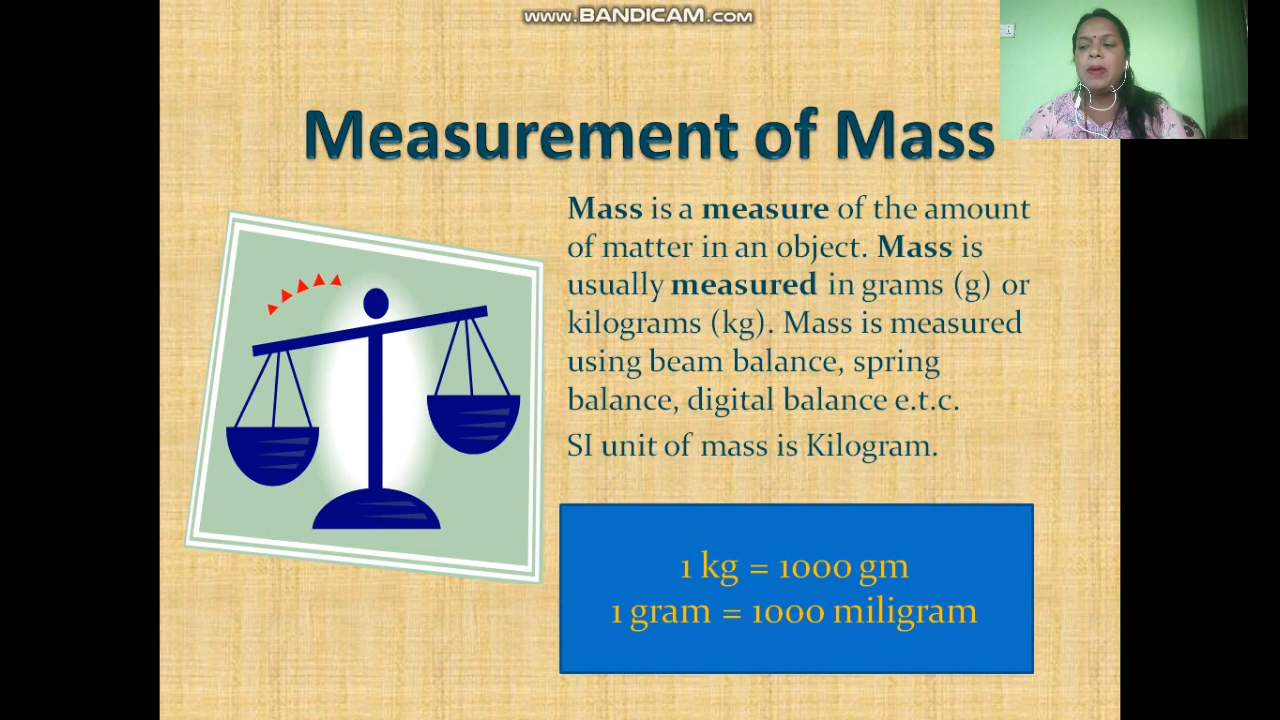 www.BANDICAM.com
Measurement of Mass
Mass is a measure of the amount
of matter in an object. Mass is
usually measured in grams (g) or
kilograms (kg). Mass is measured
using beam balance, spring
balance, digital balance e.t.c.
SI unit of mass is Kilogram.
1 kg = 1000 gm
1 gram = 1000 miligram